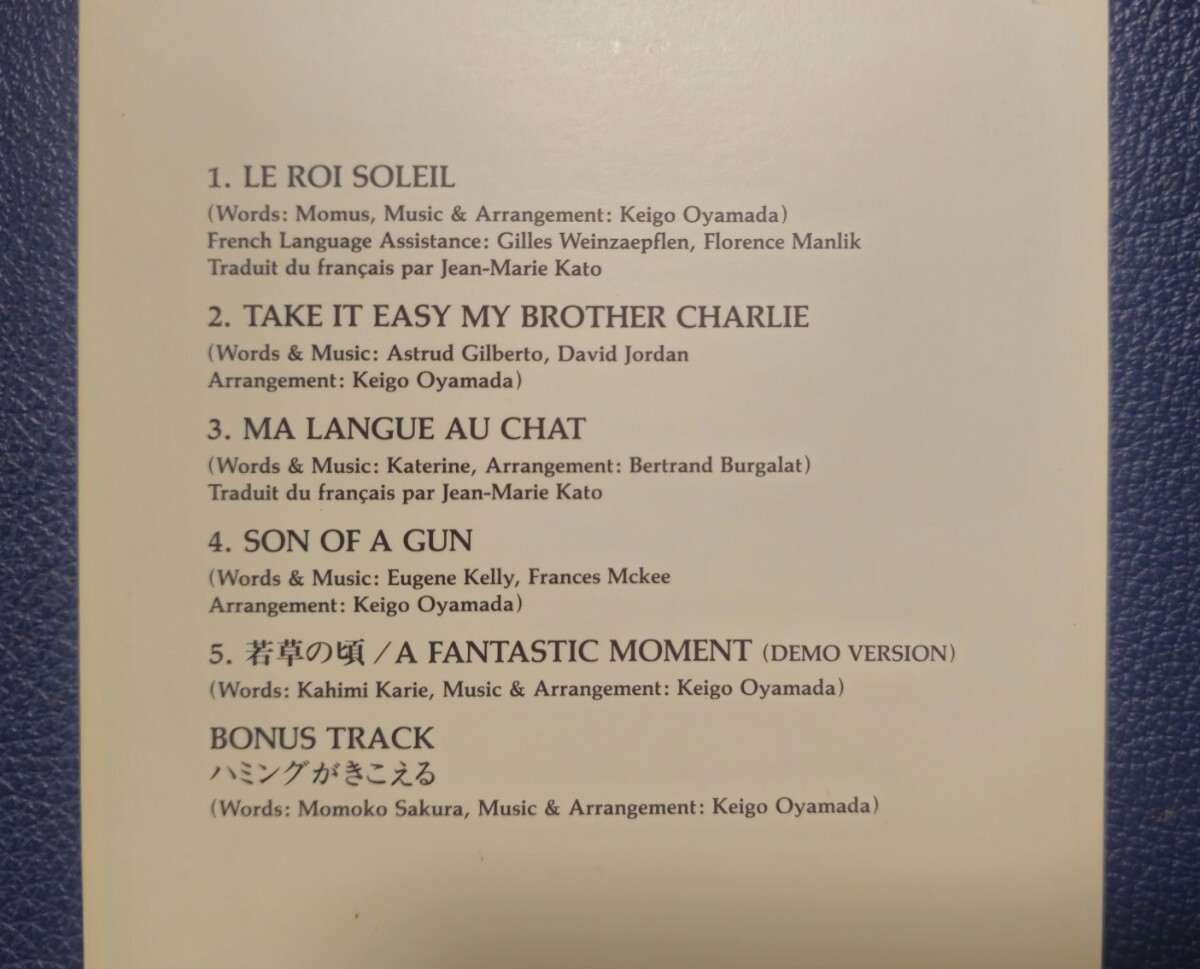 1. LE ROI SOLEIL
(Words: Momus, Music & Arrangement: Keigo Oyamada)
French Language Assistance: Gilles Weinzaepflen, Florence Manlik
Traduit du français par Jean-Marie Kato
2. TAKE IT EASY MY BROTHER CHARLIE
(Words & Music: Astrud Gilberto, David Jordan
Arrangement: Keigo Oyamada)
3. MA LANGUE AU CHAT
(Words & Music: Katerine, Arrangement: Bertrand Burgalat)
Traduit du français par Jean-Marie Kato
4. SON OF A GUN
(Words & Music: Eugene Kelly, Frances Mckee
Arrangement: Keigo Oyamada)
5. 若草の頃/A FANTASTIC MOMENT (DEMO VERSION)
(Words: Kahimi Karie, Music & Arrangement: Keigo Oyamada)
BONUS TRACK
ハミングがきこえる
(Words: Momoko Sakura, Music & Arrangement: Keigo Oyamada)